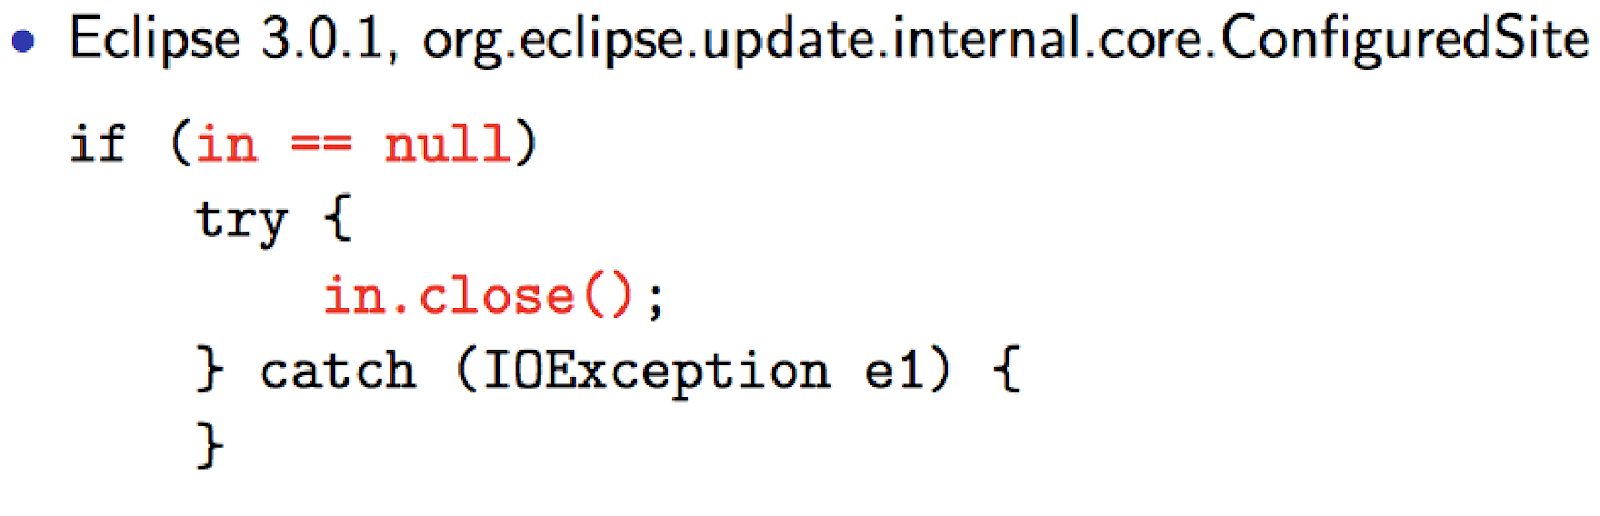 • Eclipse 3.0.1, org.eclipse.update.internal.core.ConfiguredSite
if (in == null)
    try {
        in.close();
    } catch (IOException e1) {
    }